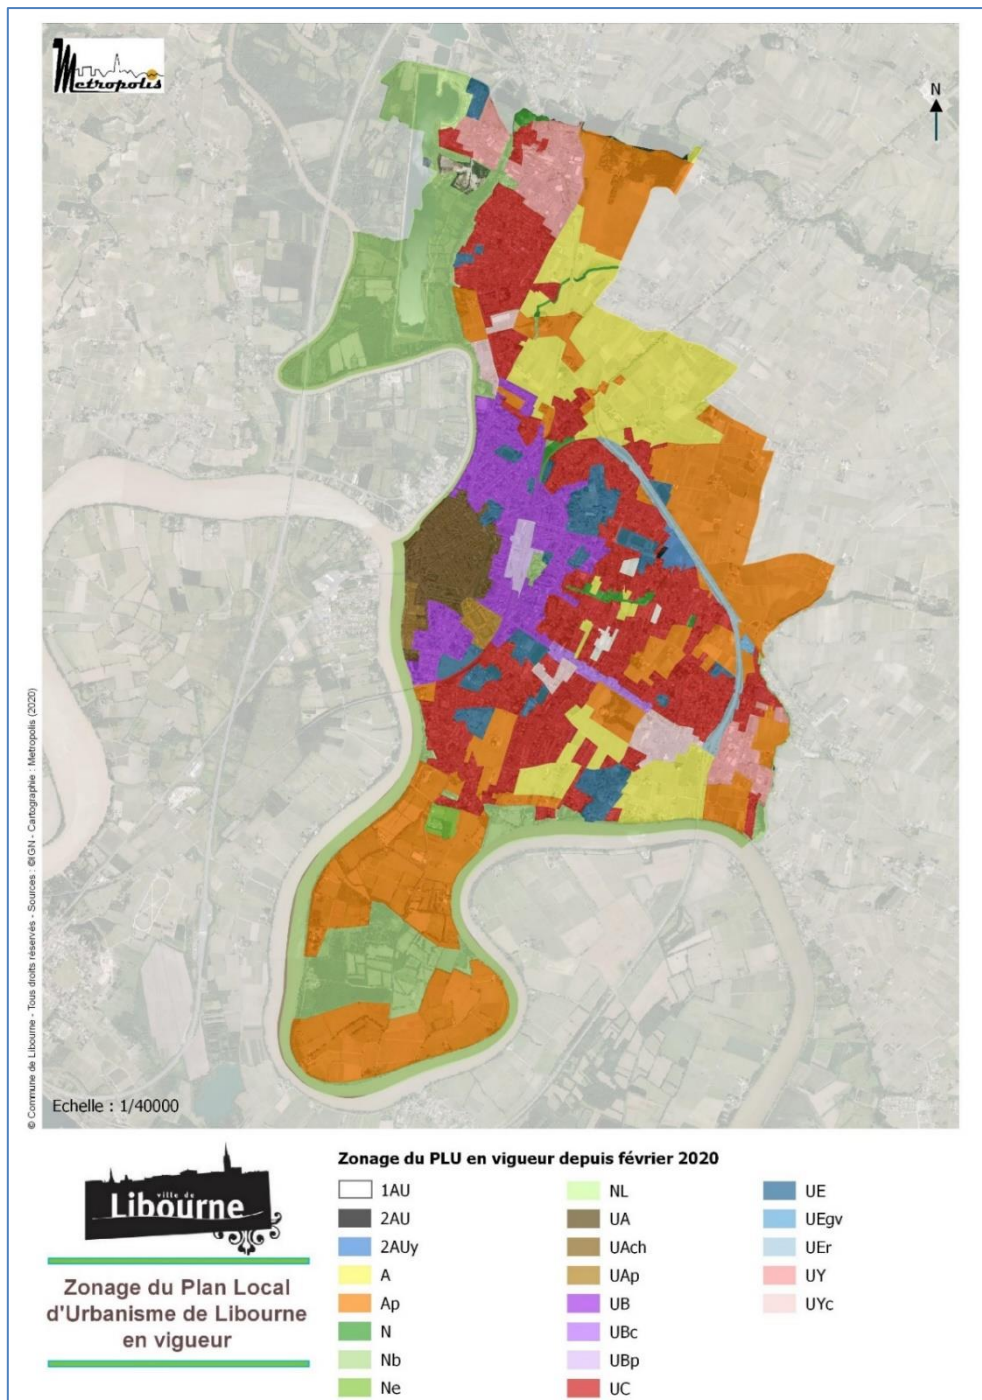 Metropolis
N
© Commune de Libourne - Tous droits réservés - Sources : ©IGN - Cartographie : Metropolis (2020)
Echelle : 1/40000
ville de
Libourne
Zonage du Plan Local
d'Urbanisme de Libourne
en vigueur
Zonage du PLU en vigueur depuis février 2020
1AU
2AU
2AUy
A
Ap
N
Nb
Ne
NL
UA
UAch
UAp
UB
UBc
UBp
UC
UE
UEgv
UEr
UY
UYc